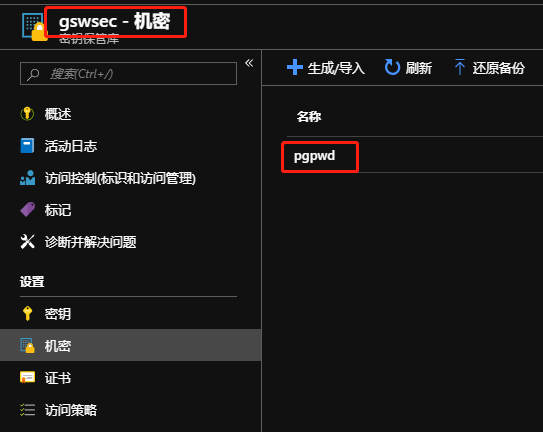 gswsec - 机密
密钥保管库
搜索(Ctrl+/)
«
概述
活动日志
访问控制(标识和访问管理)
标记
诊断并解决问题
设置
密钥
机密
证书
访问策略
生成/导入 刷新 还原备份
名称
pgpwd